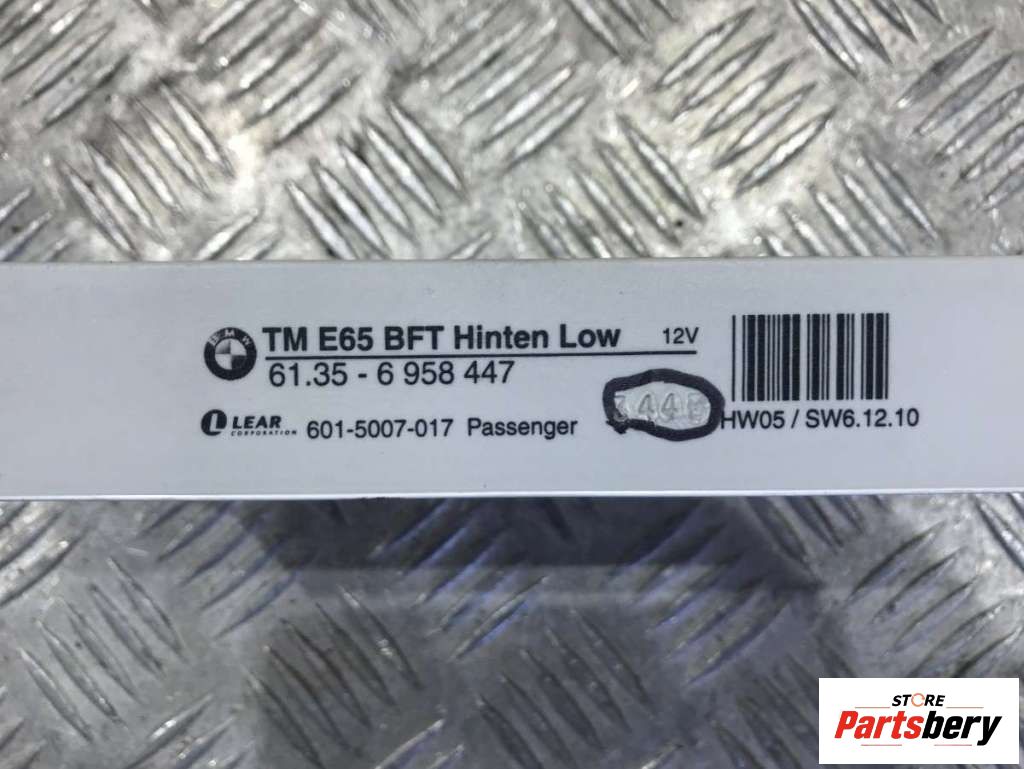 BMW
TM E65 BFT Hinten Low 12V
61.35 - 6 958 447
LEAR
CORPORATION
601-5007-017 Passenger
HW05 / SW6.12.10
STORE
Partsbery